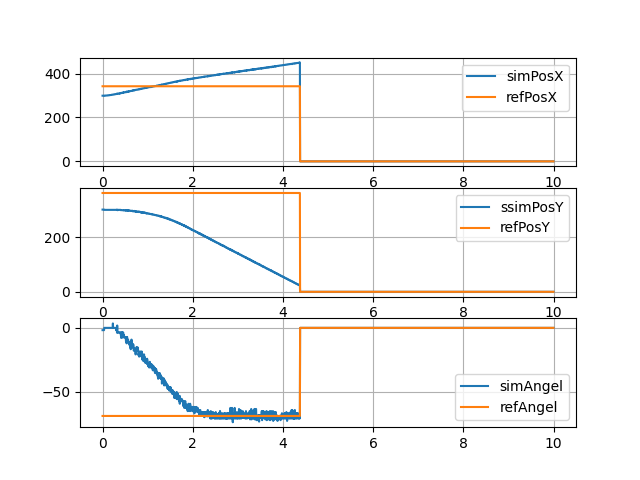 400
200
0
simPosX
refPosX
0 2 4 6 8 10
200
0
ssimPosY
refPosY
0 2 4 6 8 10
0
−50
simAngel
refAngel
0 2 4 6 8 10